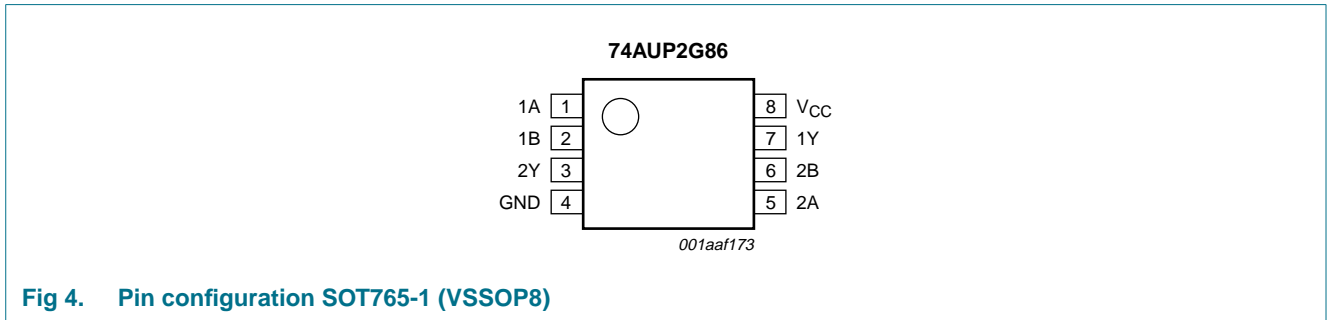 74AUP2G86
1A 1 8 VCC
1B 2 7 1Y
2Y 3 6 2B
GND 4 5 2A
001aaf173
Fig 4. Pin configuration SOT765-1 (VSSOP8)